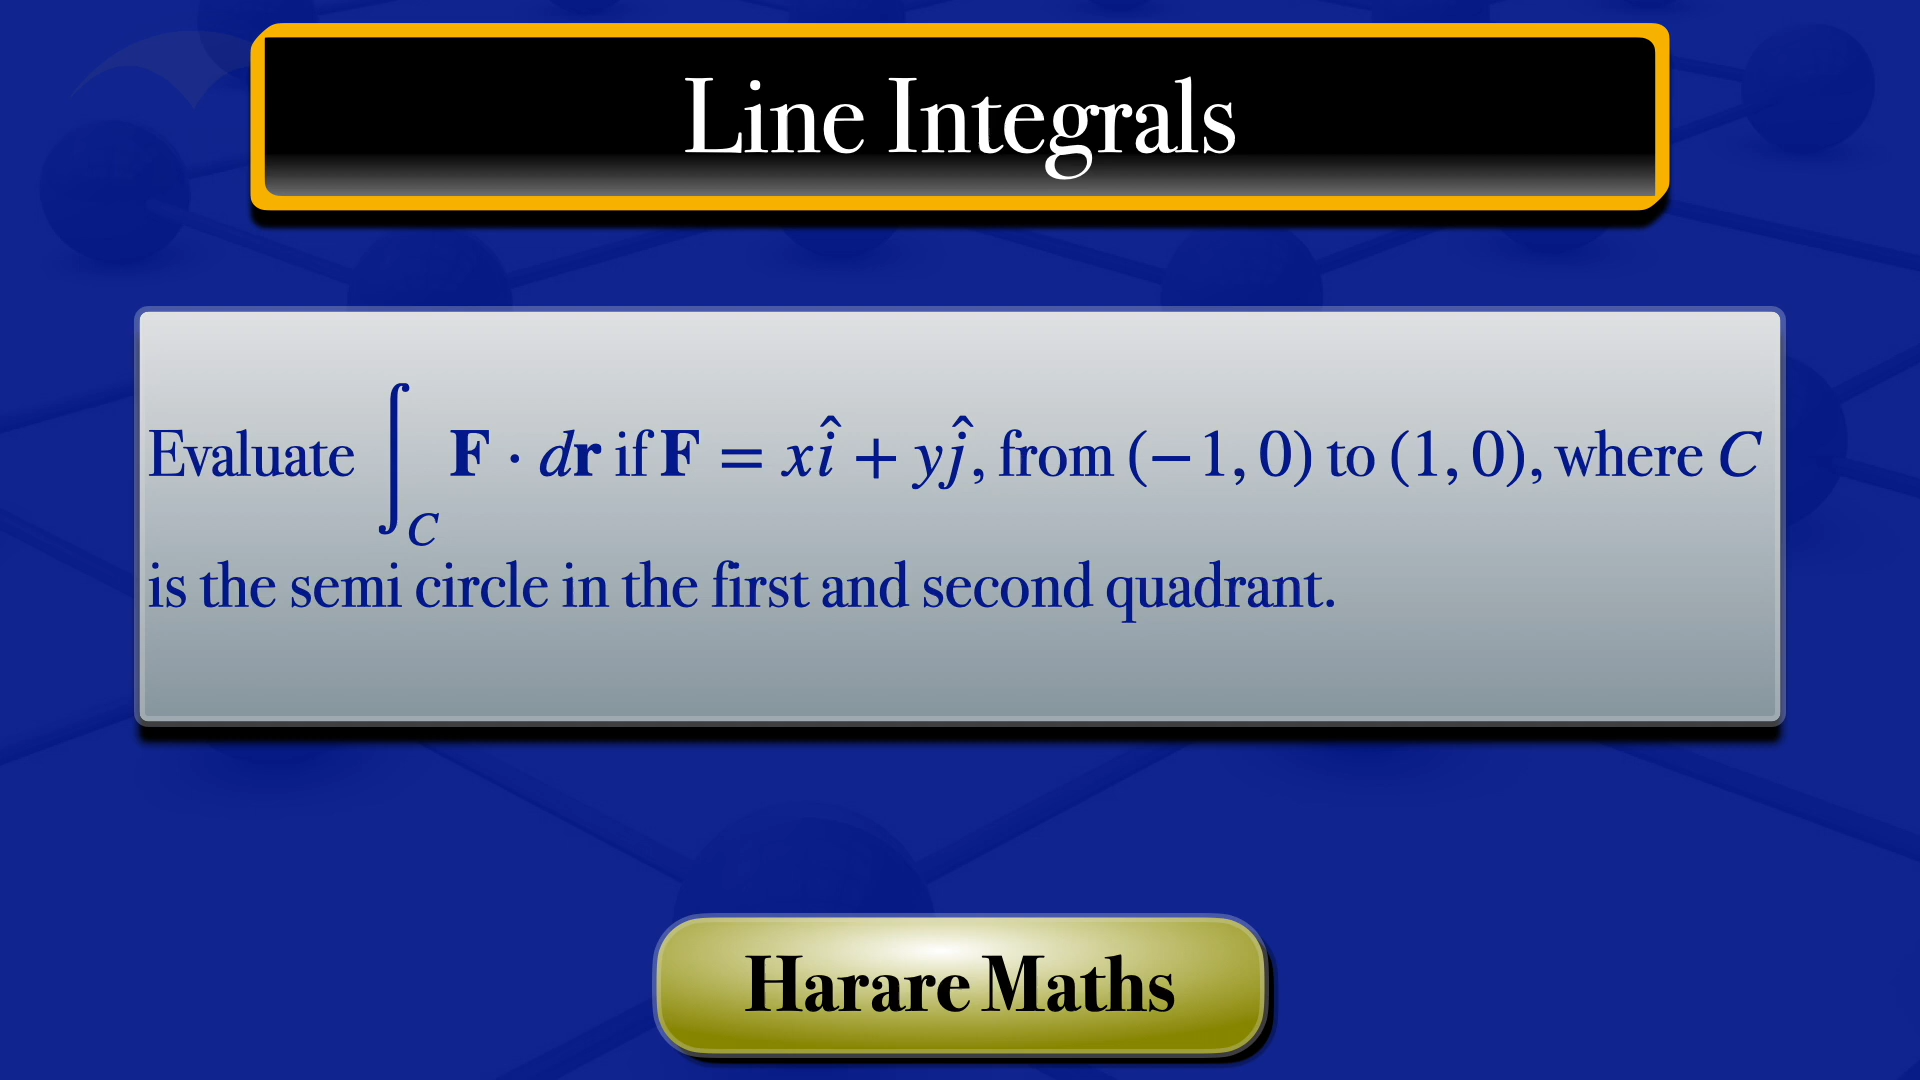 Line Integrals
Evaluate ∫_C F · dr if F = xî + yĵ, from (−1, 0) to (1, 0), where C
is the semi circle in the first and second quadrant.
Harare Maths